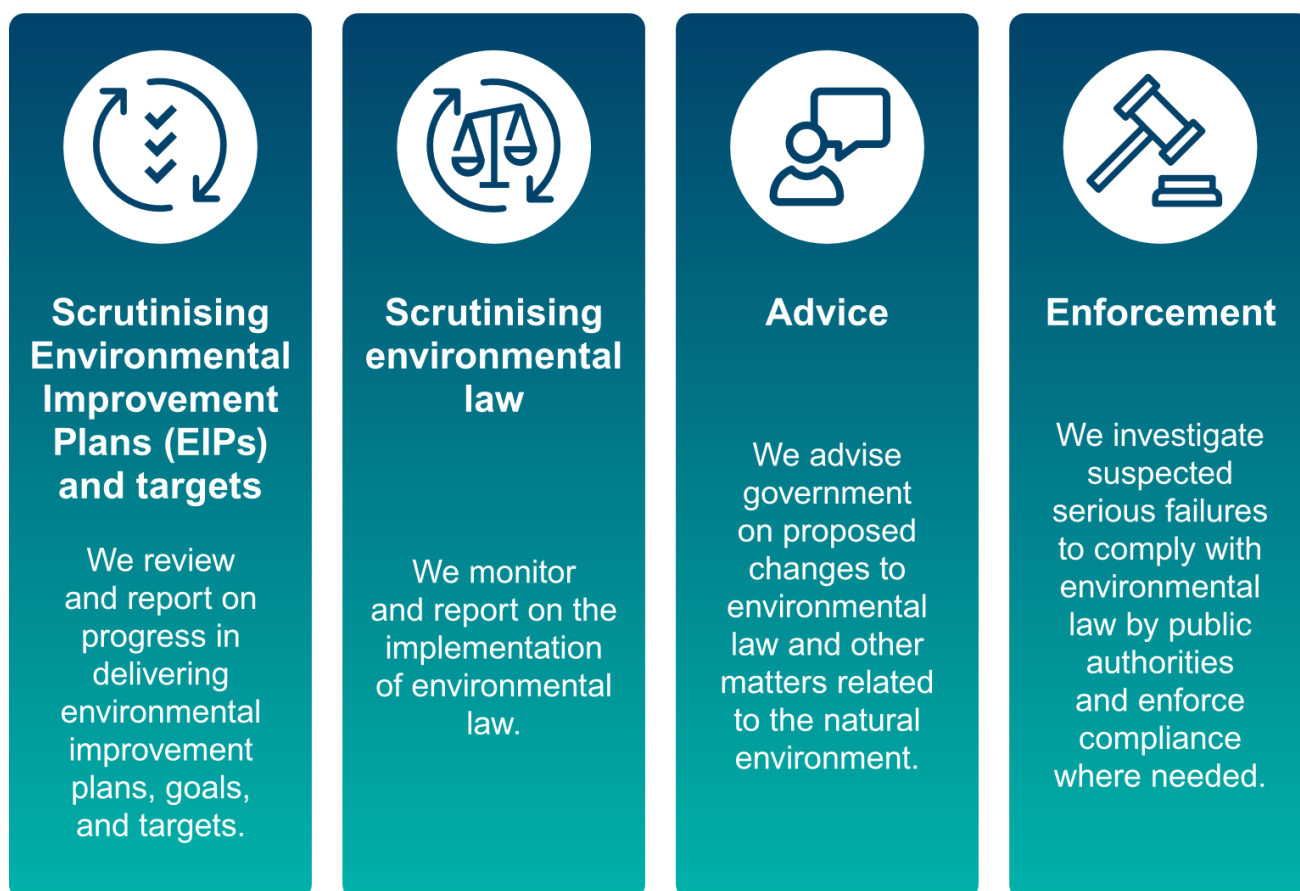 Scrutinising
Environmental
Improvement
Plans (EIPs)
and targets
We review
and report on
progress in
delivering
environmental
improvement
plans, goals,
and targets.
Scrutinising
environmental
law
We monitor
and report on the
implementation
of environmental
law.
Advice
We advise
government
on proposed
changes to
environmental
law and other
matters related
to the natural
environment.
Enforcement
We investigate
suspected
serious failures
to comply with
environmental
law by public
authorities
and enforce
compliance
where needed.